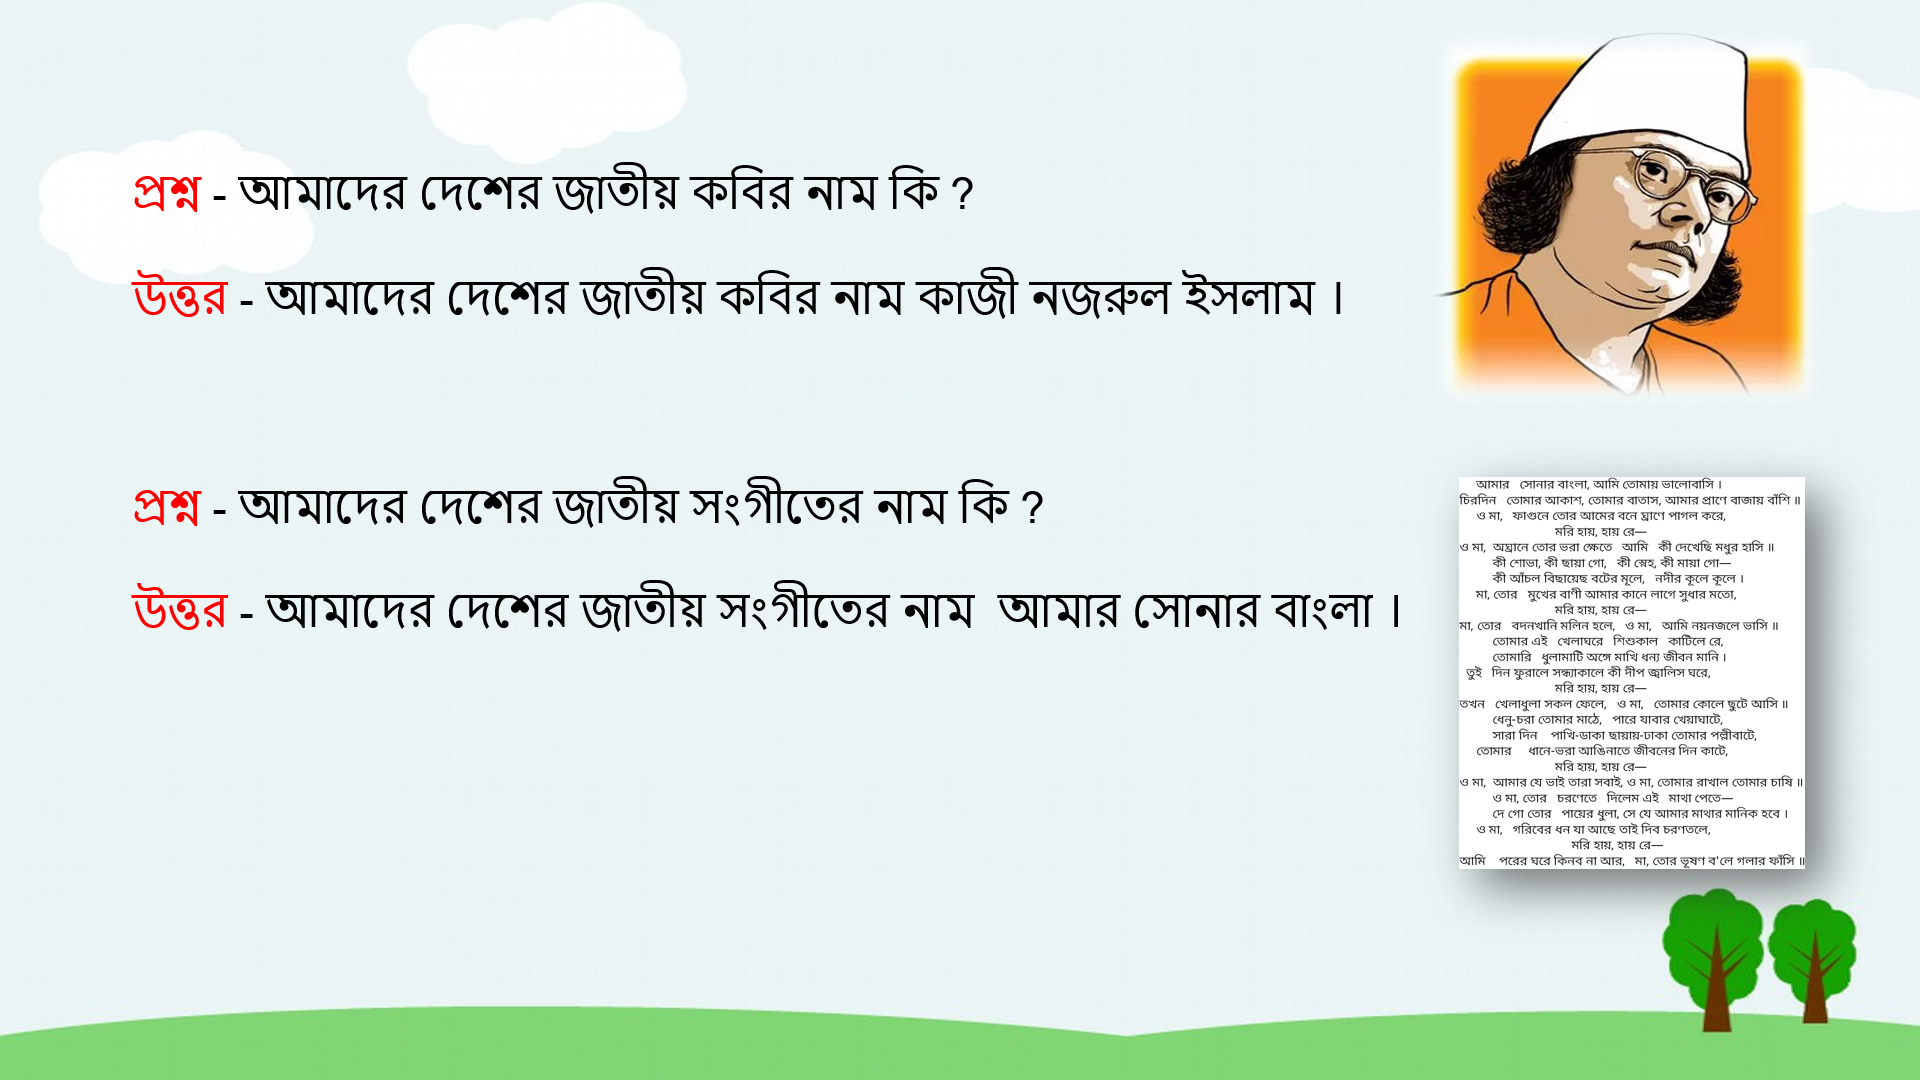 প্রশ্ন - আমাদের দেশের জাতীয় কবির নাম কি ?
উত্তর - আমাদের দেশের জাতীয় কবির নাম কাজী নজরুল ইসলাম ।
প্রশ্ন - আমাদের দেশের জাতীয় সংগীতের নাম কি ?
উত্তর - আমাদের দেশের জাতীয় সংগীতের নাম আমার সোনার বাংলা ।
আমার সোনার বাংলা, আমি তোমায় ভালোবাসি ।
চিরদিন তোমার আকাশ, তোমার বাতাস, আমার প্রাণে বাজায় বাঁশি ॥
ও মা, ফাগুনে তোর আমের বনে ঘ্রাণে পাগল করে,
মরি হায়, হায় রে—
ও মা, অঘ্রানে তোর ভরা ক্ষেতে আমি কী দেখেছি মধুর হাসি ॥
কী শোভা, কী ছায়া গো, কী স্নেহ, কী মায়া গো—
কী আঁচল বিছায়েছ বটের মূলে, নদীর কূলে কূলে ।
মা, তোর মুখের বাণী আমার কানে লাগে সুধার মতো,
মরি হায়, হায় রে—
মা, তোর বদনখানি মলিন হলে, ও মা, আমি নয়নজলে ভাসি ॥
তোমার এই খেলাঘরে শিশুকাল কাটিলে রে,
তোমারি ধুলামাটি অঙ্গে মাখি ধন্য জীবন মানি ।
তুই দিন ফুরালে সন্ধ্যাকালে কী দীপ জ্বালিস ঘরে,
মরি হায়, হায় রে—
তখন খেলাধুলা সকল ফেলে, ও মা, তোমার কোলে ছুটে আসি ॥
ধেনু-চরা তোমার মাঠে, পারে যাবার খেয়াঘাটে,
সারা দিন পাখি-ডাকা ছায়ায়-ঢাকা তোমার পল্লীবাটে,
তোমার ধানে-ভরা আঙিনাতে জীবনের দিন কাটে,
মরি হায়, হায় রে—
ও মা, আমার যে ভাই তারা সবাই, ও মা, তোমার রাখাল তোমার চাষি ॥
ও মা, তোর চরণেতে দিলেম এই মাথা পেতে—
দে গো তোর পায়ের ধুলা, সে যে আমার মাথার মানিক হবে ।
ও মা, গরিবের ধন যা আছে তাই দিব চরণতলে,
মরি হায়, হায় রে—
আমি পরের ঘরে কিনব না আর, মা, তোর ভূষণ ব'লে গলার ফাঁসি ॥